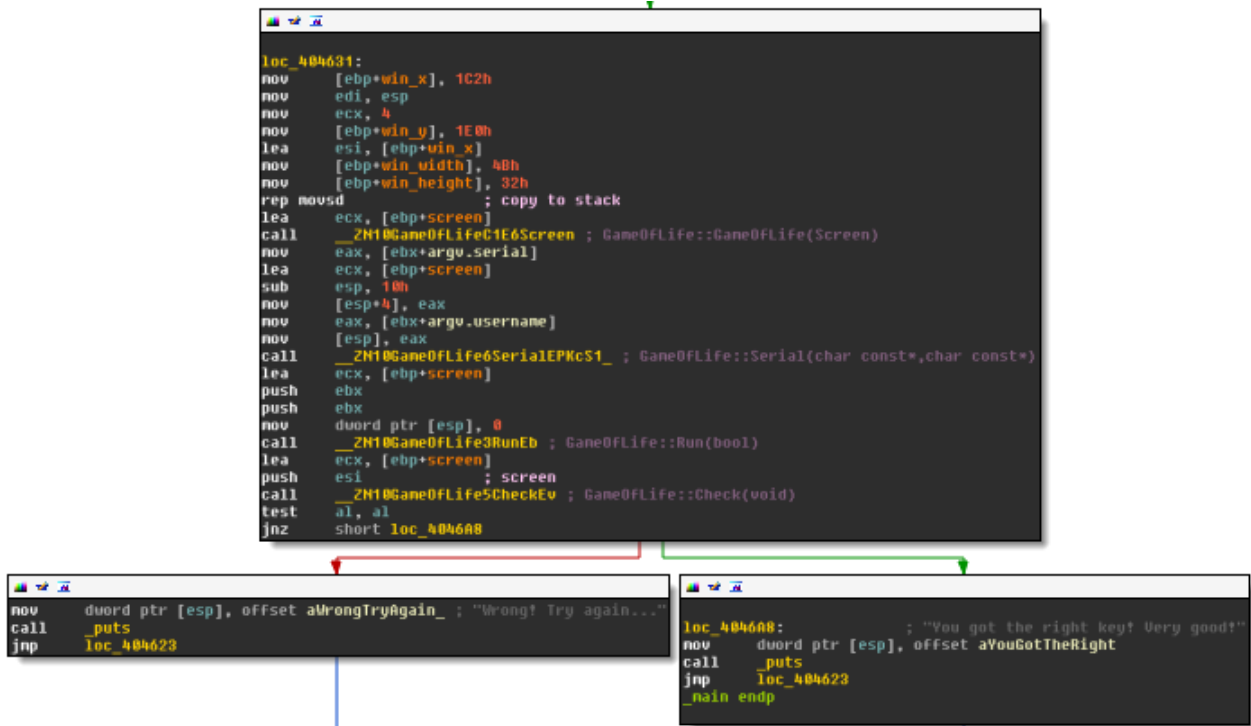 loc_404631:
mov [ebp+win_x], 1C2h
mov edi, esp
mov ecx, 4
mov [ebp+win_y], 1E0h
lea esi, [ebp+win_x]
mov [ebp+win_width], 4Bh
mov [ebp+win_height], 32h
rep movsd ; copy to stack
lea ecx, [ebp+screen]
call __ZN10GameOfLifeC1E6Screen ; GameOfLife::GameOfLife(Screen)
mov eax, [ebx+argv.serial]
lea ecx, [ebp+screen]
sub esp, 10h
mov [esp+4], eax
mov eax, [ebx+argv.username]
mov [esp], eax
call __ZN10GameOfLife6SerialEPKcS1_ ; GameOfLife::Serial(char const*,char const*)
lea ecx, [ebp+screen]
push ebx
push ebx
mov dword ptr [esp], 0
call __ZN10GameOfLife3RunEb ; GameOfLife::Run(bool)
lea ecx, [ebp+screen]
push esi ; screen
call __ZN10GameOfLife5CheckEv ; GameOfLife::Check(void)
test al, al
jnz short loc_4046A8
mov dword ptr [esp], offset aWrongTryAgain_ ; "Wrong! Try again..."
call _puts
jmp loc_404623
loc_4046A8: ; "You got the right key! Very good!"
mov dword ptr [esp], offset aYouGotTheRight
call _puts
jmp loc_404623
_main endp